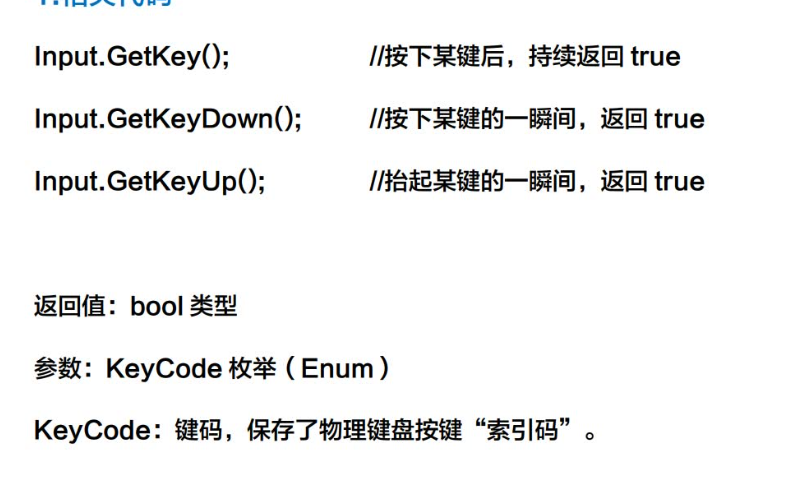 Input.GetKey(); //按下某键后，持续返回 true
Input.GetKeyDown(); //按下某键的一瞬间，返回 true
Input.GetKeyUp(); //抬起某键的一瞬间，返回 true
返回值：bool 类型
参数：KeyCode 枚举（Enum）
KeyCode：键码，保存了物理键盘按键“索引码”。